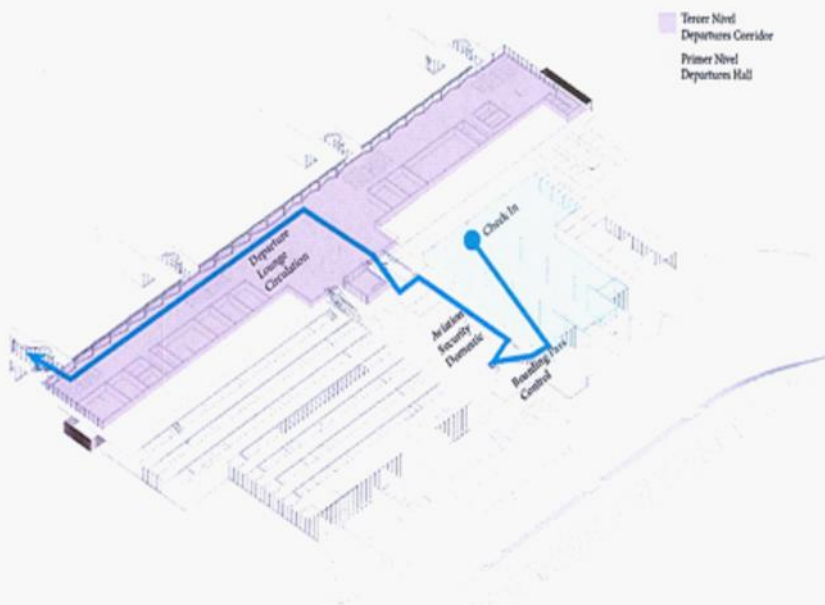 Tercer Nivel
Departures Corridor
Primer Nivel
Departures Hall
Check In
Departure
Lounge
Circulation
Aviation
Security
Domestic
Boarding Pass
Control